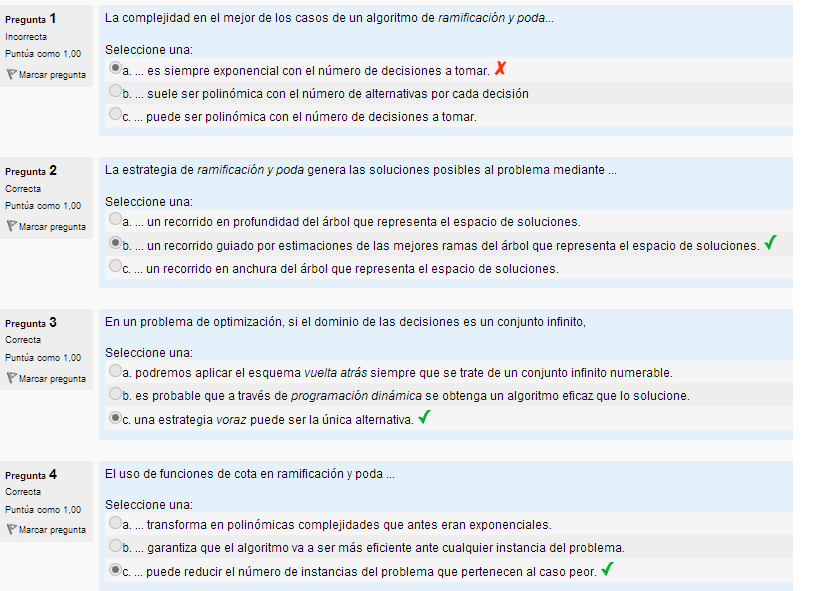 Pregunta 1
Incorrecta
Puntúa como 1,00
Marcar pregunta
La complejidad en el mejor de los casos de un algoritmo de ramificación y poda...
Seleccione una:
a. ... es siempre exponencial con el número de decisiones a tomar.
b. ... suele ser polinómica con el número de alternativas por cada decisión
c. ... puede ser polinómica con el número de decisiones a tomar.
Pregunta 2
Correcta
Puntúa como 1,00
Marcar pregunta
La estrategia de ramificación y poda genera las soluciones posibles al problema mediante ...
Seleccione una:
a. ... un recorrido en profundidad del árbol que representa el espacio de soluciones.
b. ... un recorrido guiado por estimaciones de las mejores ramas del árbol que representa el espacio de soluciones.
c. ... un recorrido en anchura del árbol que representa el espacio de soluciones.
Pregunta 3
Correcta
Puntúa como 1,00
Marcar pregunta
En un problema de optimización, si el dominio de las decisiones es un conjunto infinito,
Seleccione una:
a. podremos aplicar el esquema vuelta atrás siempre que se trate de un conjunto infinito numerable.
b. es probable que a través de programación dinámica se obtenga un algoritmo eficaz que lo solucione.
c. una estrategia voraz puede ser la única alternativa.
Pregunta 4
Correcta
Puntúa como 1,00
Marcar pregunta
El uso de funciones de cota en ramificación y poda ...
Seleccione una:
a. ... transforma en polinómicas complejidades que antes eran exponenciales.
b. ... garantiza que el algoritmo va a ser más eficiente ante cualquier instancia del problema.
c. ... puede reducir el número de instancias del problema que pertenecen al caso peor.